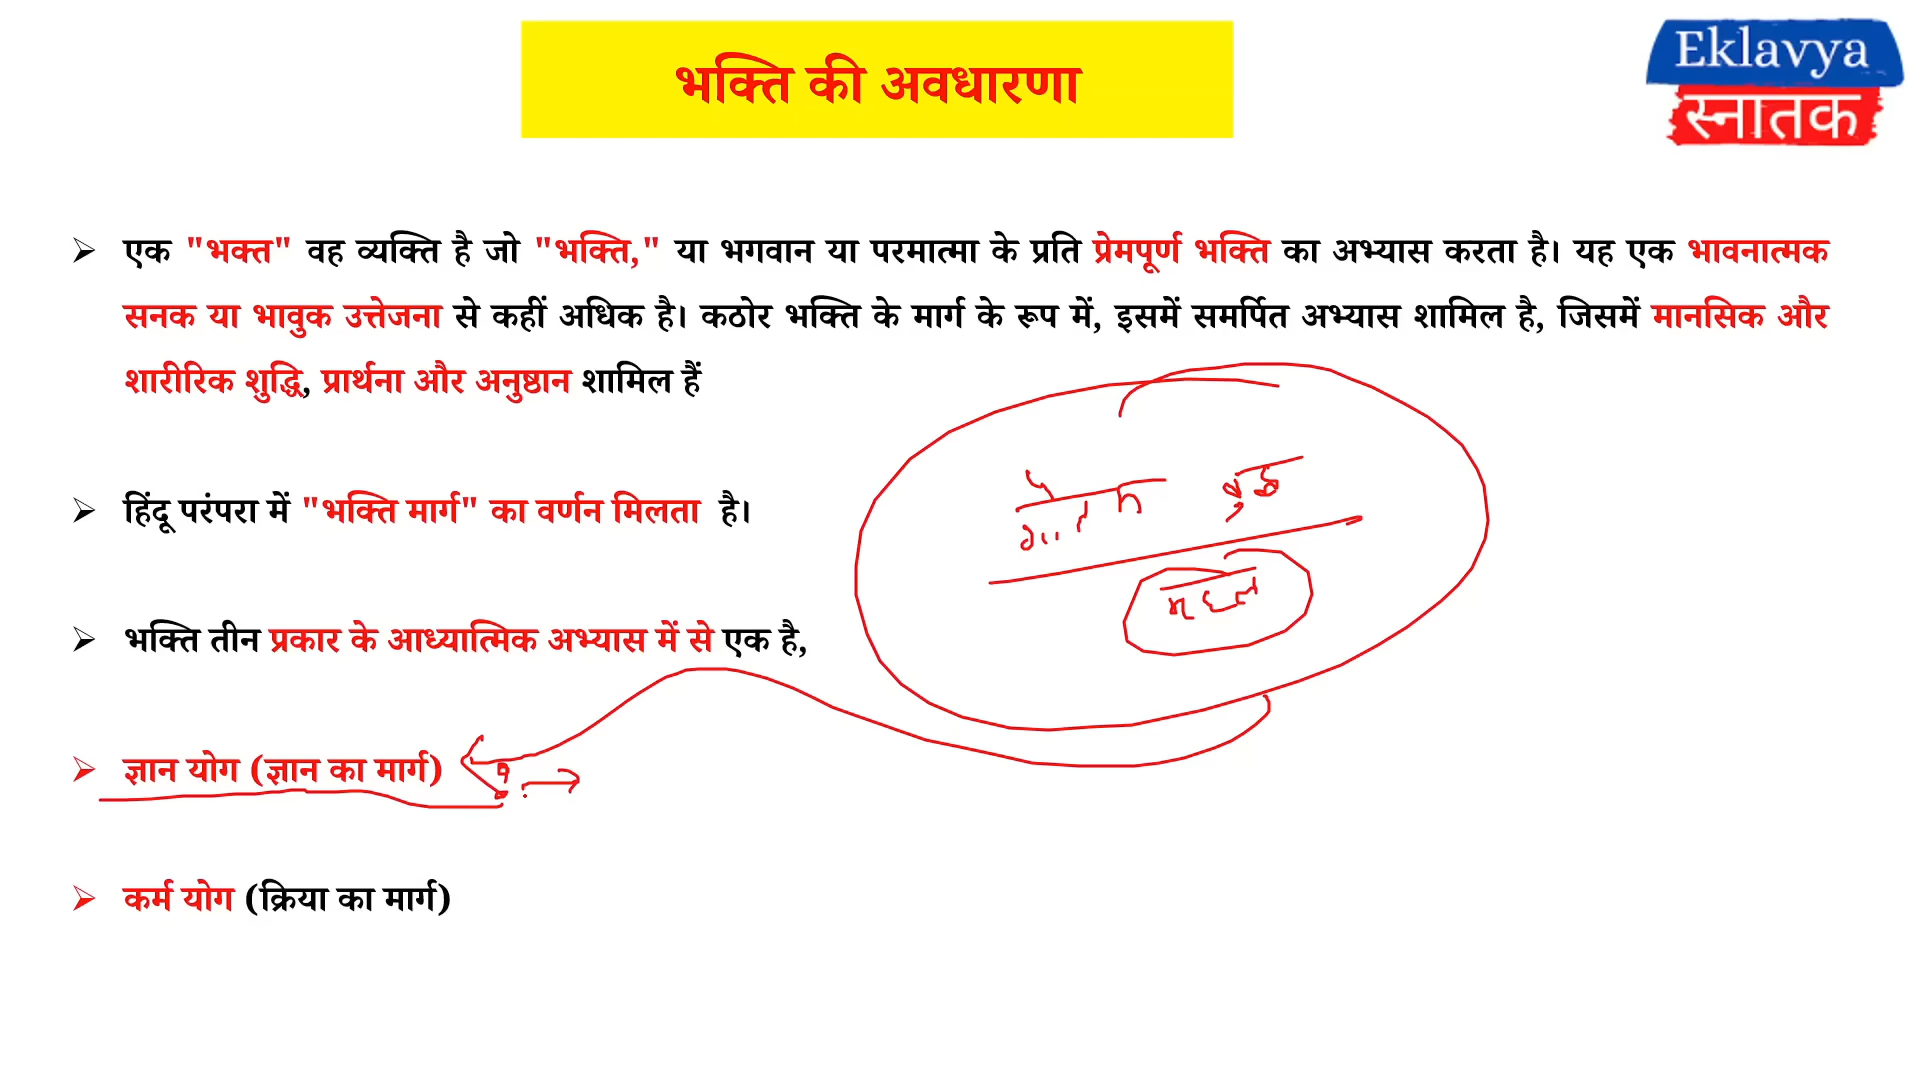 भक्ति की अवधारणा
Eklavya
स्नातक
➢ एक "भक्त" वह व्यक्ति है जो "भक्ति," या भगवान या परमात्मा के प्रति प्रेमपूर्ण भक्ति का अभ्यास करता है। यह एक भावनात्मक
सनक या भावुक उत्तेजना से कहीं अधिक है। कठोर भक्ति के मार्ग के रूप में, इसमें समर्पित अभ्यास शामिल है, जिसमें मानसिक और
शारीरिक शुद्धि, प्रार्थना और अनुष्ठान शामिल हैं
➢ हिंदू परंपरा में "भक्ति मार्ग" का वर्णन मिलता है।
गौतम बुद्ध
महल
➢ भक्ति तीन प्रकार के आध्यात्मिक अभ्यास में से एक है,
➢ ज्ञान योग (ज्ञान का मार्ग)
➢ कर्म योग (क्रिया का मार्ग)